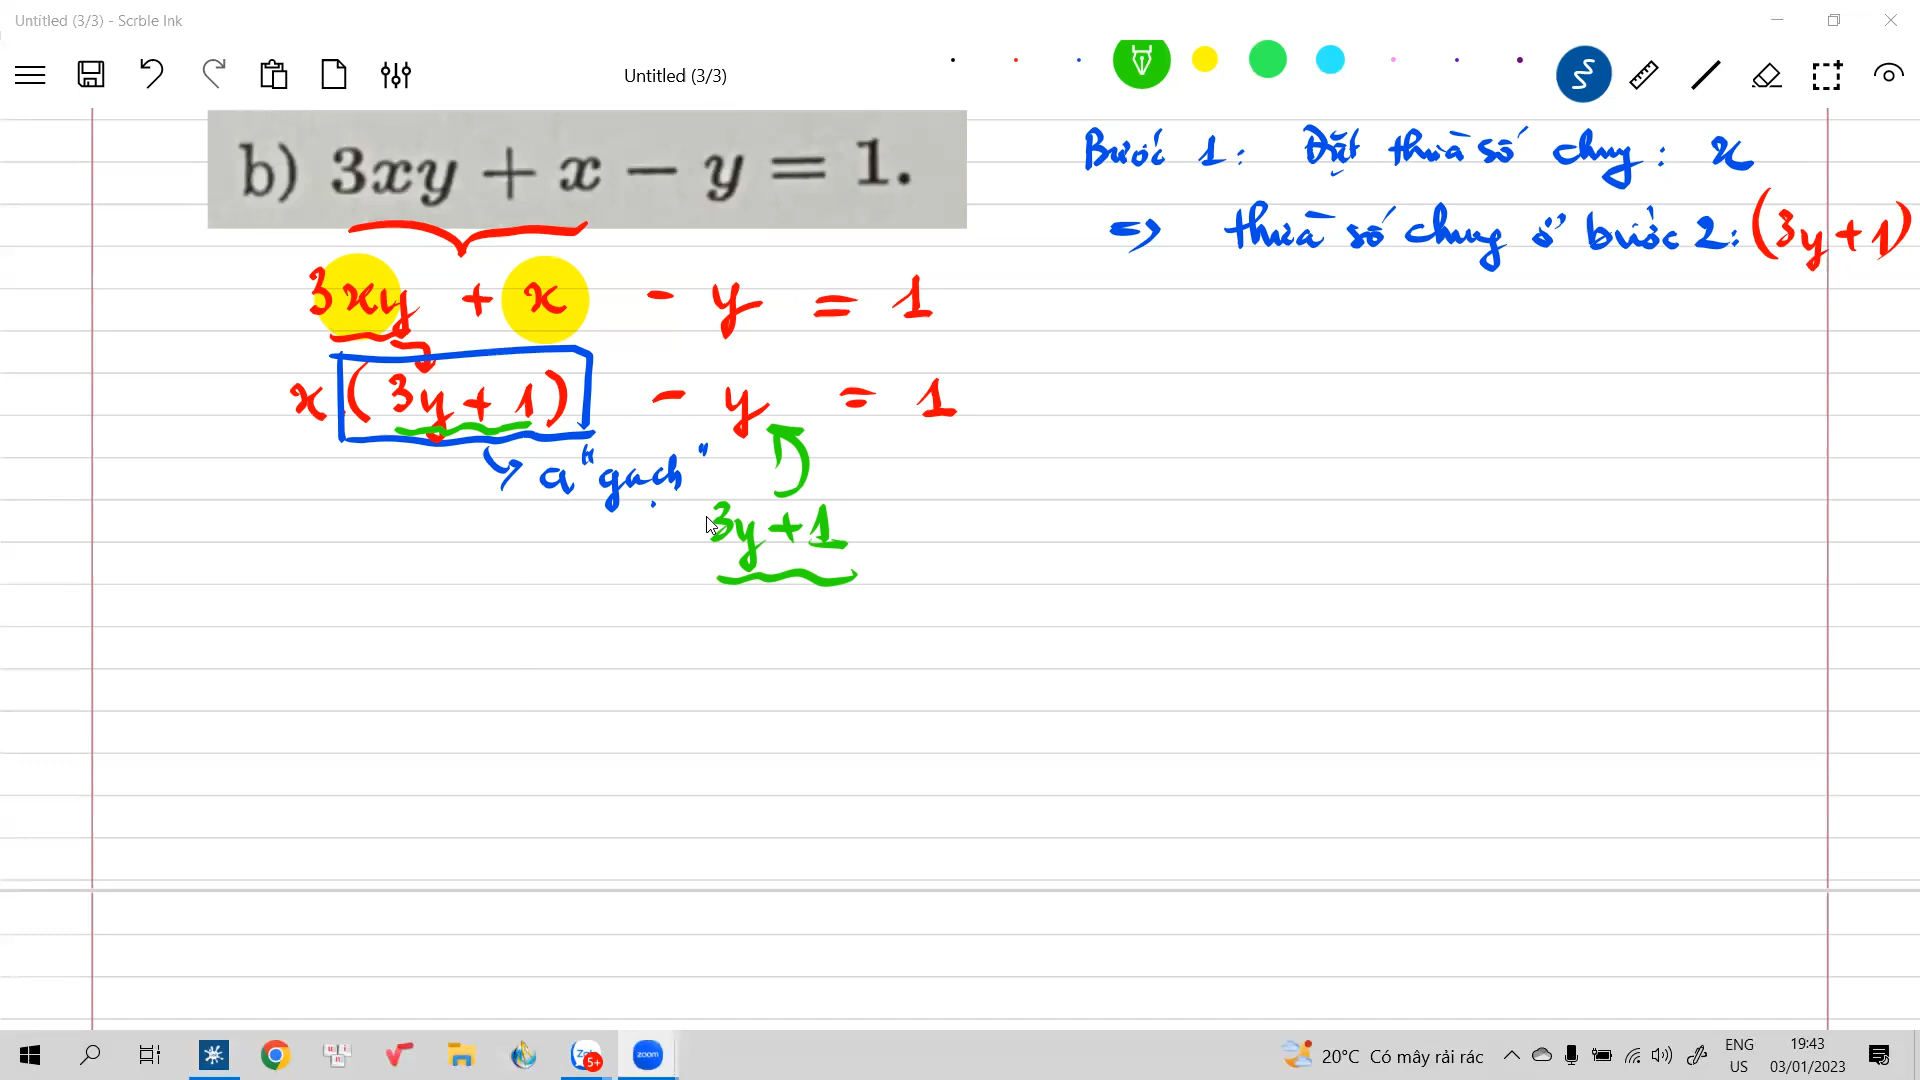 Untitled (3/3) - Scrble Ink
Untitled (3/3)
b) 3xy + x − y = 1.
3xy + x - y = 1
x (3y + 1) - y = 1
a "gạch"
3y + 1
Bước 1: Đặt thừa số chung: x
=> thừa số chung ở bước 2: (3y + 1)
zoom
5+
20°C Có mây rải rác
ENG
US
19:43
03/01/2023